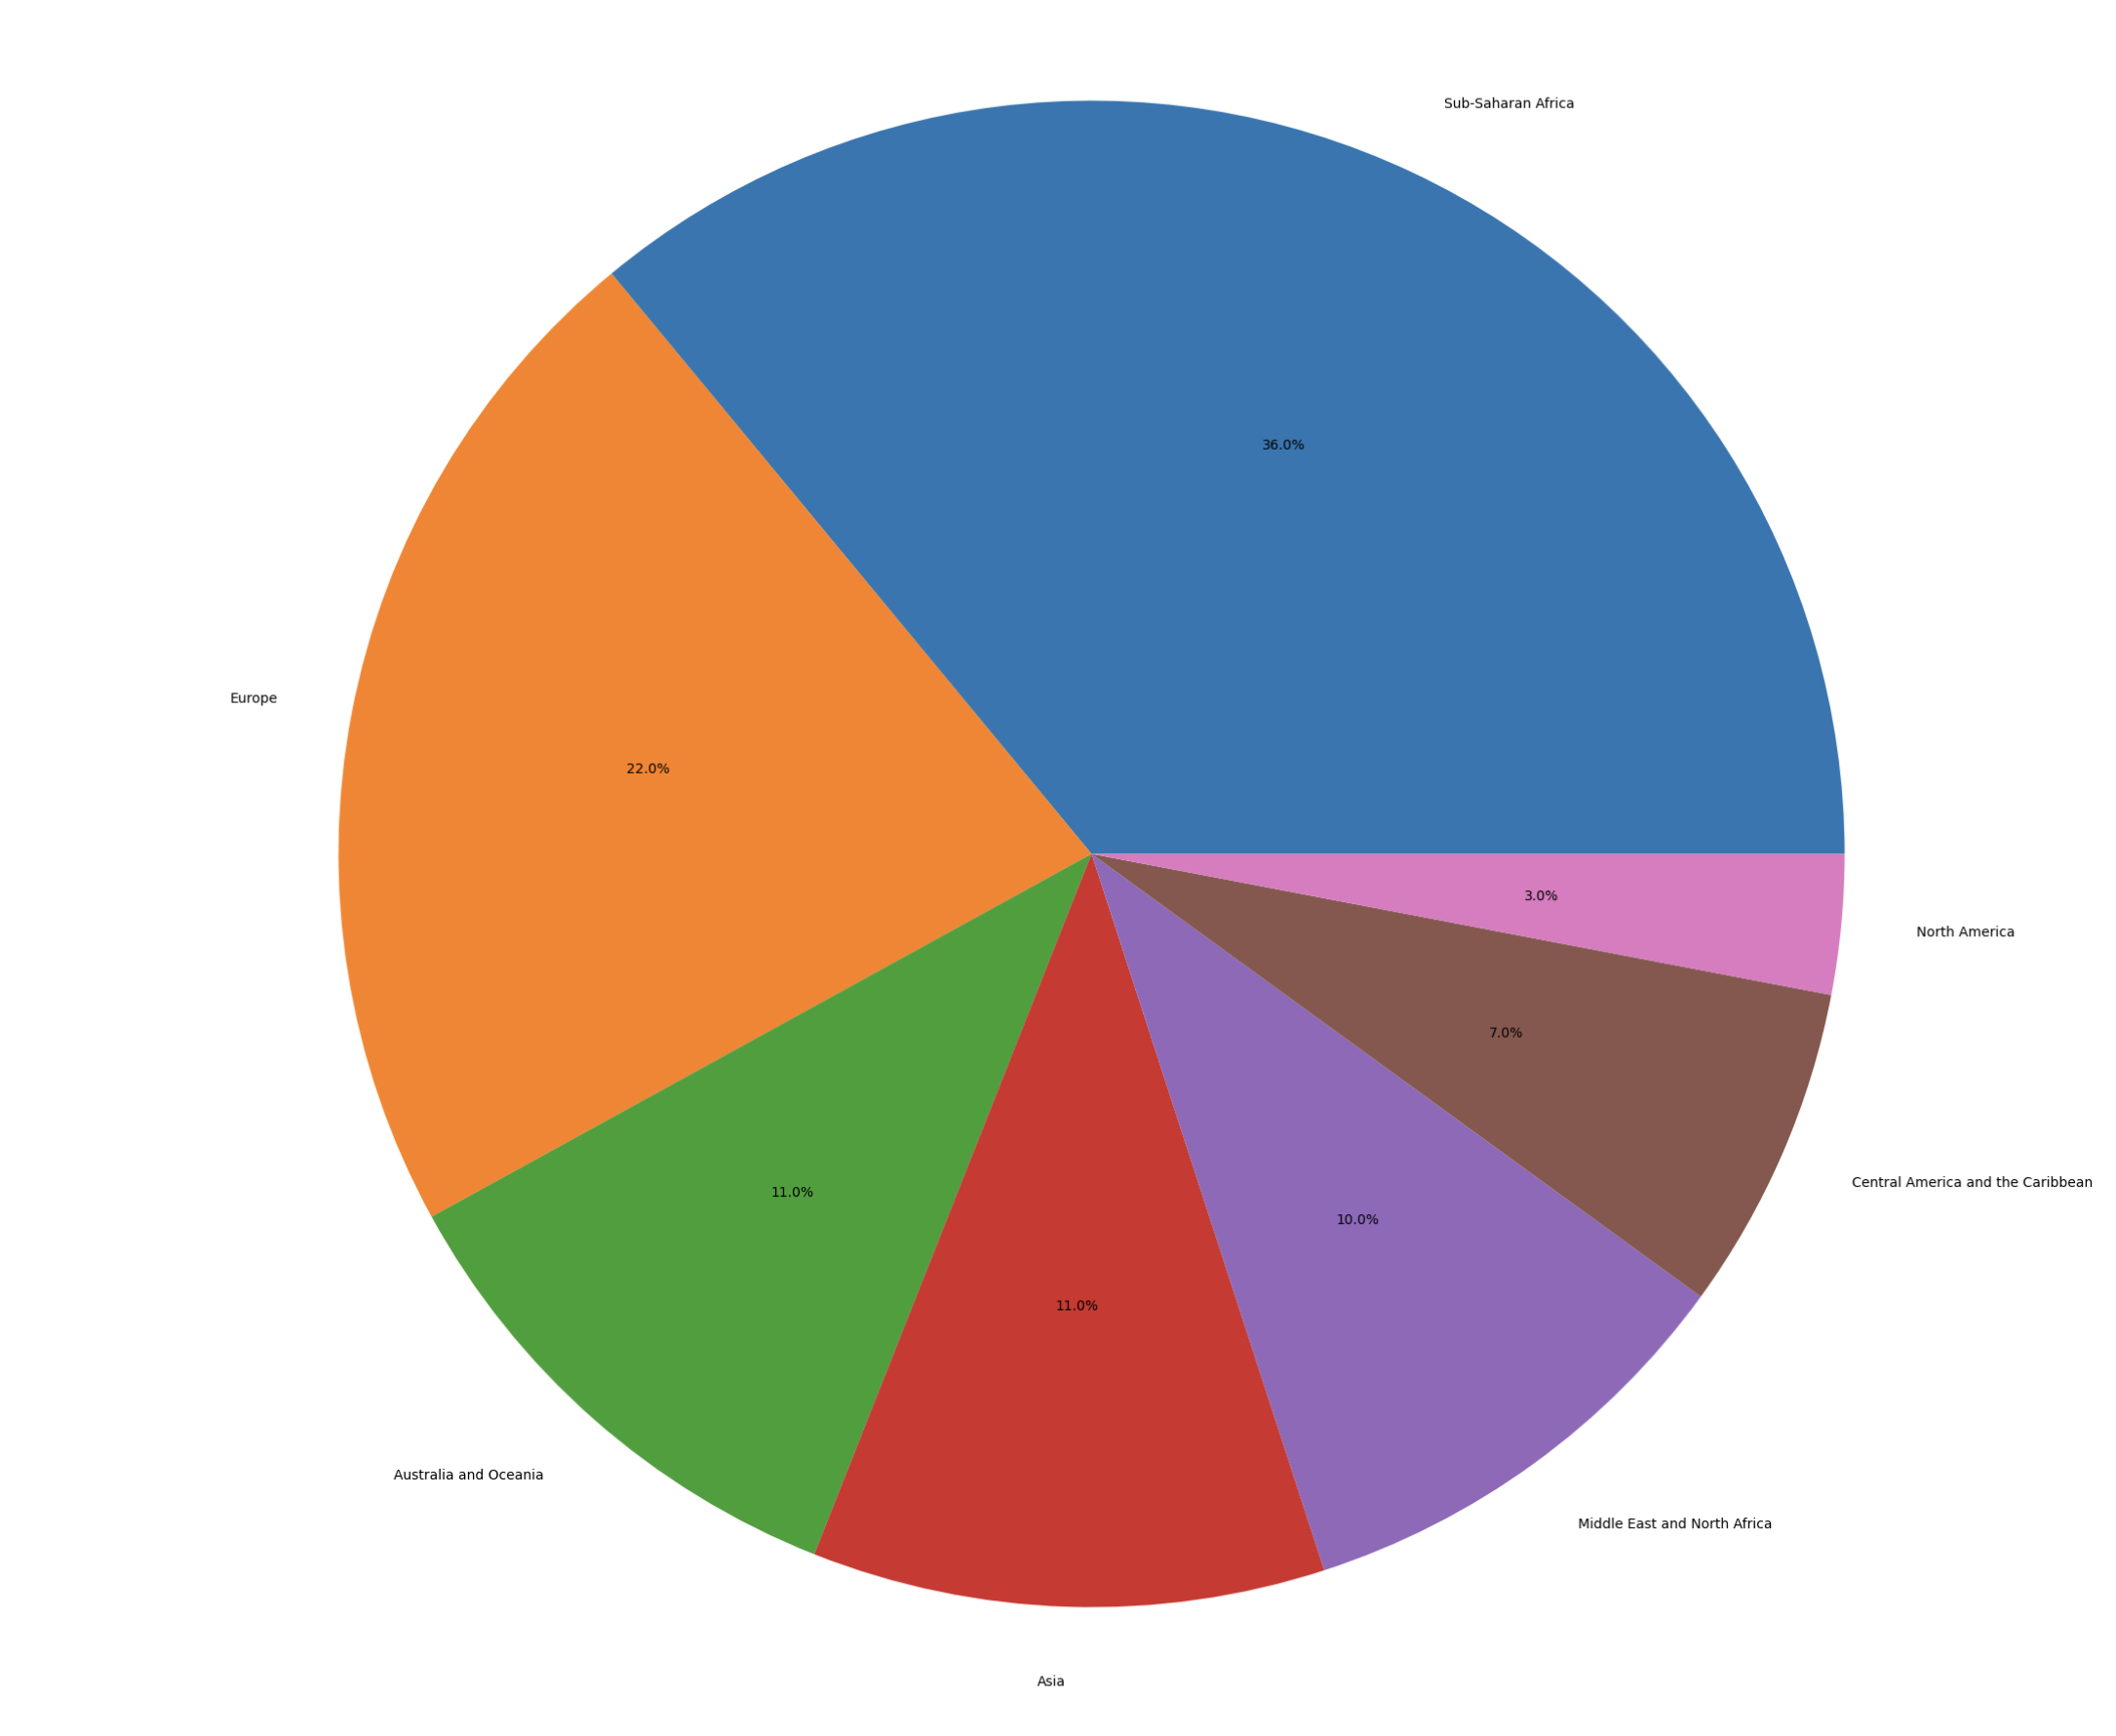 Sub-Saharan Africa
36.0%
Europe
22.0%
3.0%
North America
7.0%
Central America and the Caribbean
11.0%
10.0%
11.0%
Australia and Oceania
Middle East and North Africa
Asia